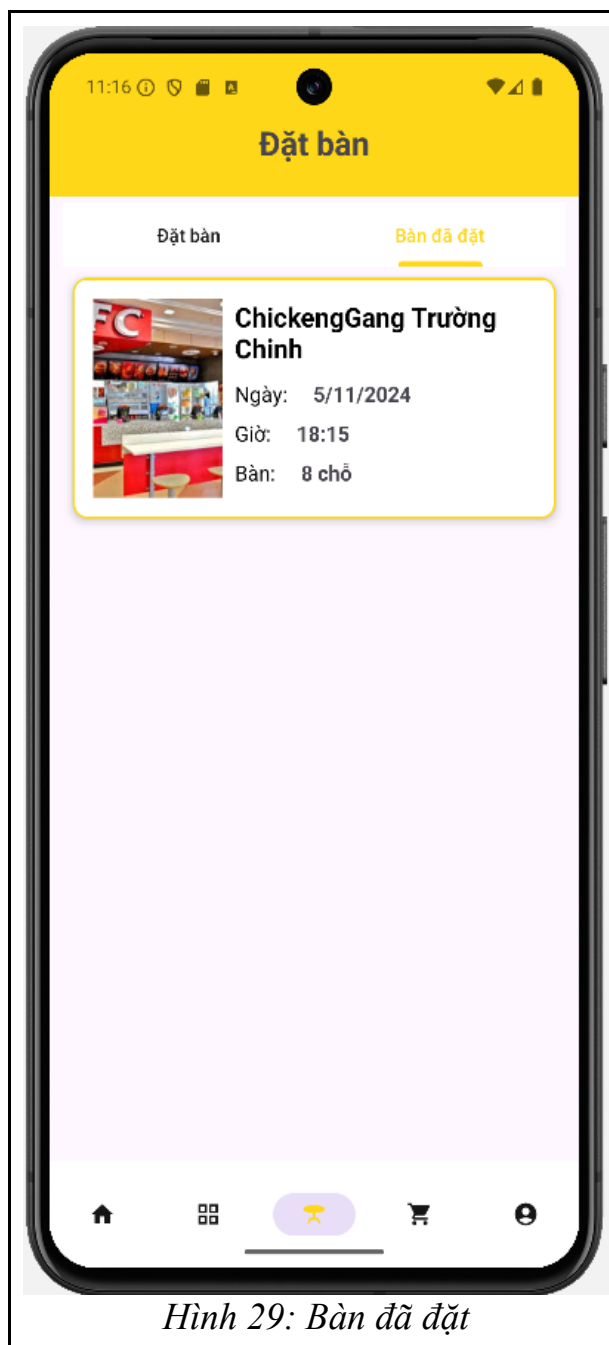 11:16
Đặt bàn
Đặt bàn
Bàn đã đặt
FC
ChickengGang Trường
Chinh
Ngày: 5/11/2024
Giờ: 18:15
Bàn: 8 chỗ
Hình 29: Bàn đã đặt